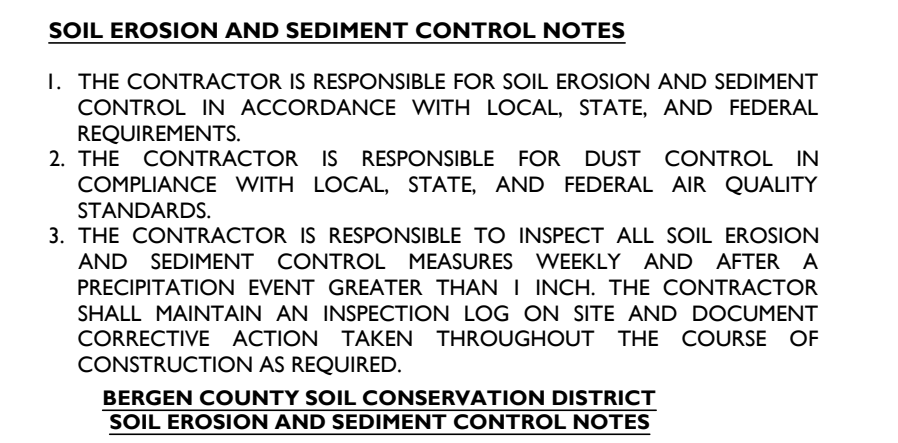 SOIL EROSION AND SEDIMENT CONTROL NOTES
1. THE CONTRACTOR IS RESPONSIBLE FOR SOIL EROSION AND SEDIMENT
CONTROL IN ACCORDANCE WITH LOCAL, STATE, AND FEDERAL
REQUIREMENTS.
2. THE CONTRACTOR IS RESPONSIBLE FOR DUST CONTROL IN
COMPLIANCE WITH LOCAL, STATE, AND FEDERAL AIR QUALITY
STANDARDS.
3. THE CONTRACTOR IS RESPONSIBLE TO INSPECT ALL SOIL EROSION
AND SEDIMENT CONTROL MEASURES WEEKLY AND AFTER A
PRECIPITATION EVENT GREATER THAN 1 INCH. THE CONTRACTOR
SHALL MAINTAIN AN INSPECTION LOG ON SITE AND DOCUMENT
CORRECTIVE ACTION TAKEN THROUGHOUT THE COURSE OF
CONSTRUCTION AS REQUIRED.
BERGEN COUNTY SOIL CONSERVATION DISTRICT
SOIL EROSION AND SEDIMENT CONTROL NOTES